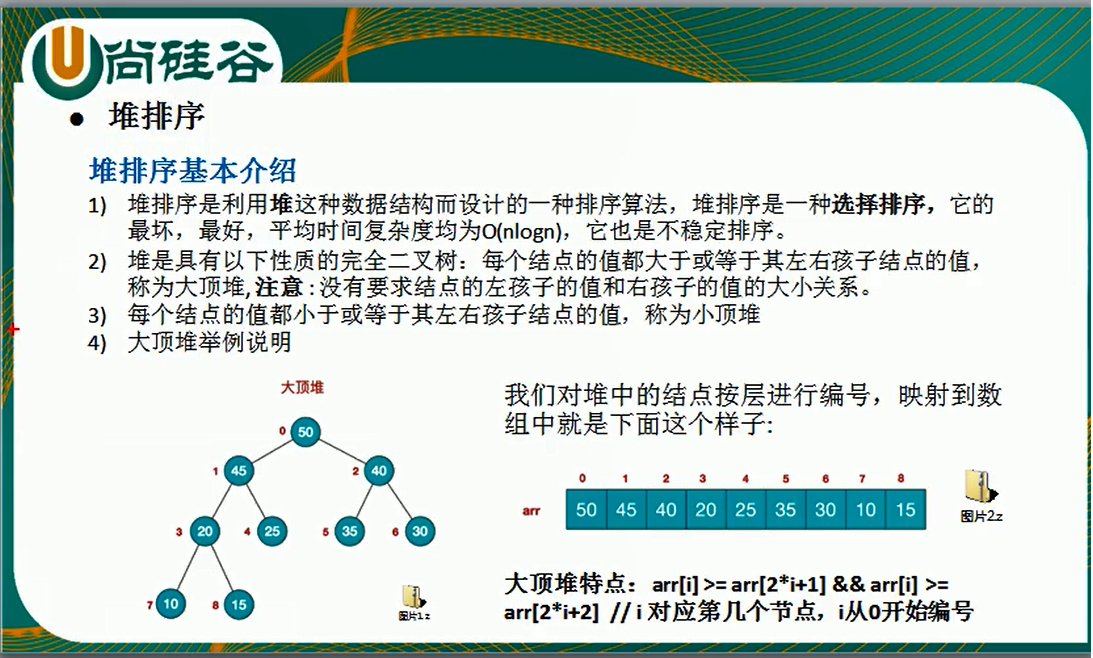 尚硅谷
● 堆排序
堆排序基本介绍
1) 堆排序是利用堆这种数据结构而设计的一种排序算法，堆排序是一种选择排序，它的
最坏，最好，平均时间复杂度均为O(nlogn)，它也是不稳定排序。
2) 堆是具有以下性质的完全二叉树：每个结点的值都大于或等于其左右孩子结点的值，
称为大顶堆, 注意 : 没有要求结点的左孩子的值和右孩子的值的大小关系。
3) 每个结点的值都小于或等于其左右孩子结点的值，称为小顶堆
4) 大顶堆举例说明
大顶堆
0 50
1 45 2 40
3 20 4 25 5 35 6 30
7 10 8 15
图片1.z
我们对堆中的结点按层进行编号，映射到数
组中就是下面这个样子:
0 1 2 3 4 5 6 7 8
arr 50 45 40 20 25 35 30 10 15
图片2.z
大顶堆特点：arr[i] >= arr[2*i+1] && arr[i] >=
arr[2*i+2] // i 对应第几个节点，i从0开始编号